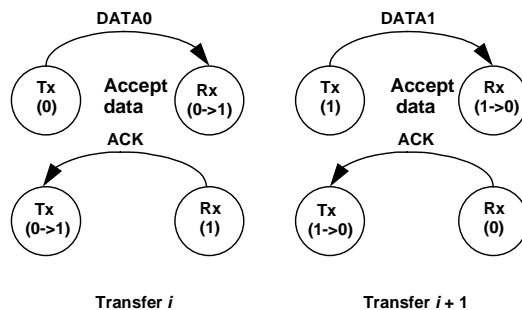 DATA0
Tx
(0)
Accept
data
Rx
(0->1)
ACK
Tx
(0->1)
Rx
(1)
Transfer i
DATA1
Tx
(1)
Accept
data
Rx
(1->0)
ACK
Tx
(1->0)
Rx
(0)
Transfer i + 1